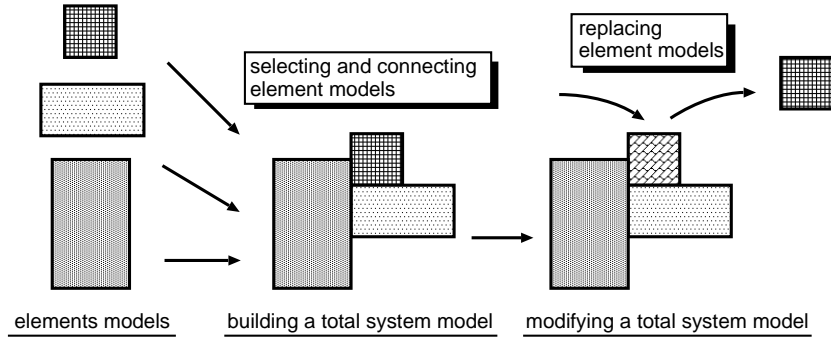 selecting and connecting
element models
replacing
element models
elements models
building a total system model
modifying a total system model